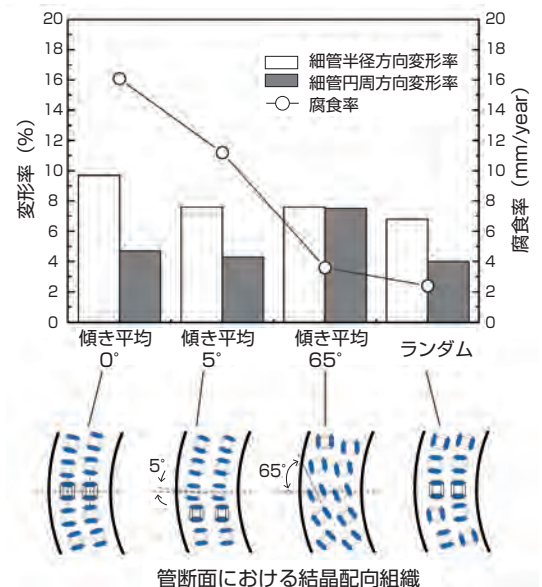 変形率 (%)
20
18
16
14
12
10
8
6
4
2
0
細管半径方向変形率
細管円周方向変形率
腐食率
20
18
16
14
12
10
8
6
4
2
0
腐食率 (mm/year)
傾き平均
0°
傾き平均
5°
傾き平均
65°
ランダム
5°
65°
管断面における結晶配向組織